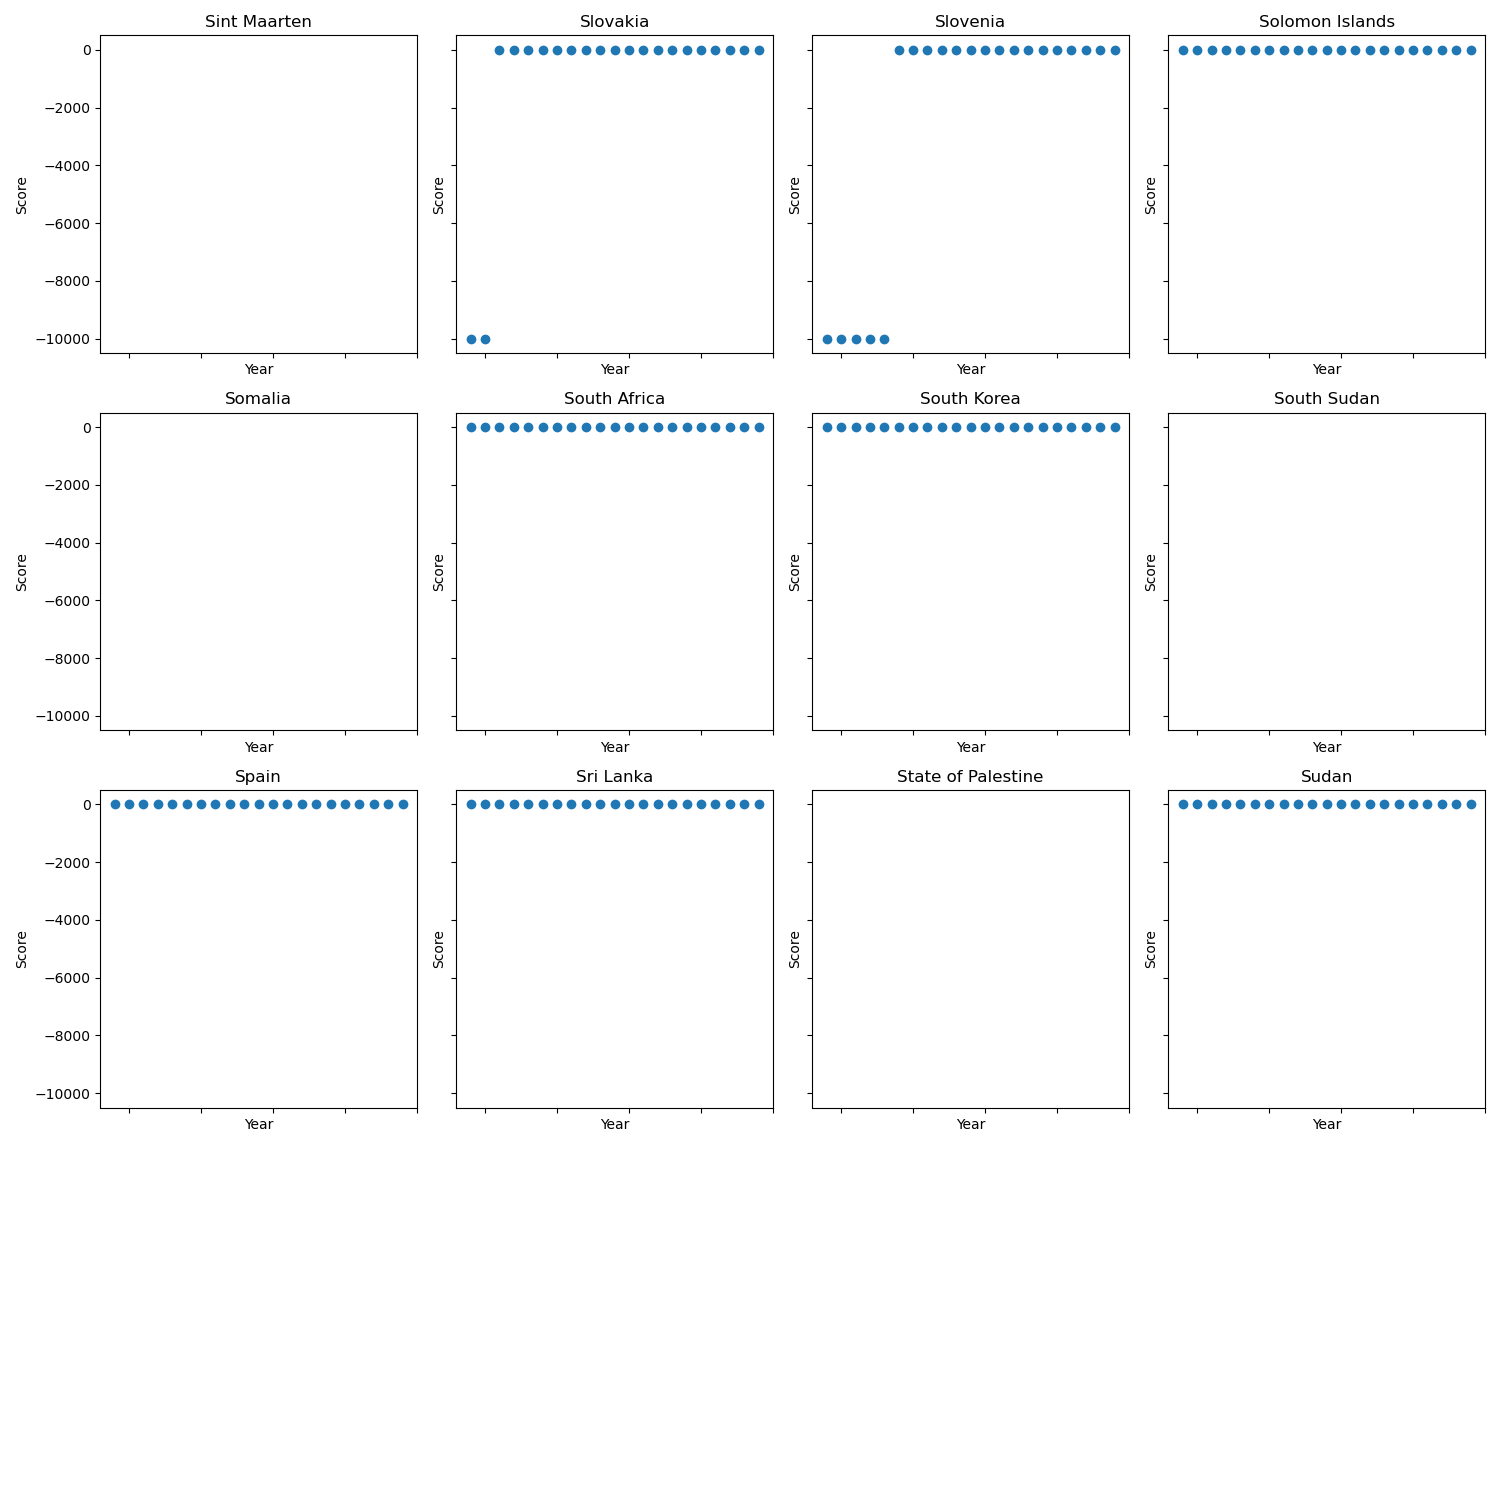 Sint Maarten
Slovakia
Slovenia
Solomon Islands
0
−2000
−4000
−6000
−8000
−10000
Score
Score
Score
Score
Year
Year
Year
Year
Somalia
South Africa
South Korea
South Sudan
0
−2000
−4000
−6000
−8000
−10000
Score
Score
Score
Score
Year
Year
Year
Year
Spain
Sri Lanka
State of Palestine
Sudan
0
−2000
−4000
−6000
−8000
−10000
Score
Score
Score
Score
Year
Year
Year
Year